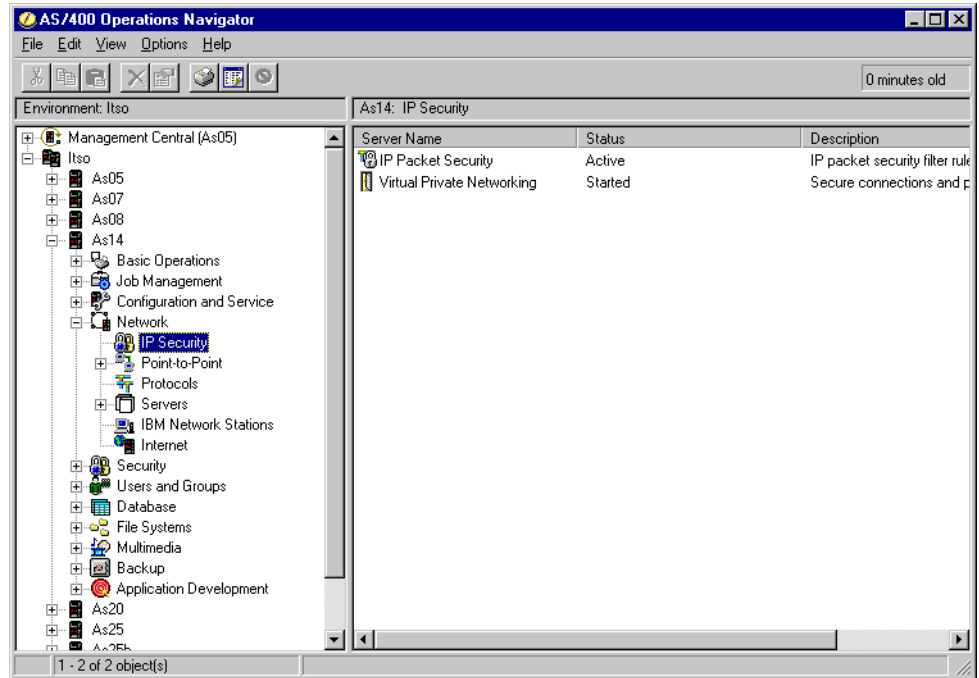 AS/400 Operations Navigator
File Edit View Options Help
0 minutes old
Environment: Itso
As14: IP Security
Management Central (As05)
Itso
As05
As07
As08
As14
Basic Operations
Job Management
Configuration and Service
Network
IP Security
Point-to-Point
Protocols
Servers
IBM Network Stations
Internet
Security
Users and Groups
Database
File Systems
Multimedia
Backup
Application Development
As20
As25
As25b
Server Name Status Description
IP Packet Security Active IP packet security filter rule
Virtual Private Networking Started Secure connections and p
1 - 2 of 2 object(s)